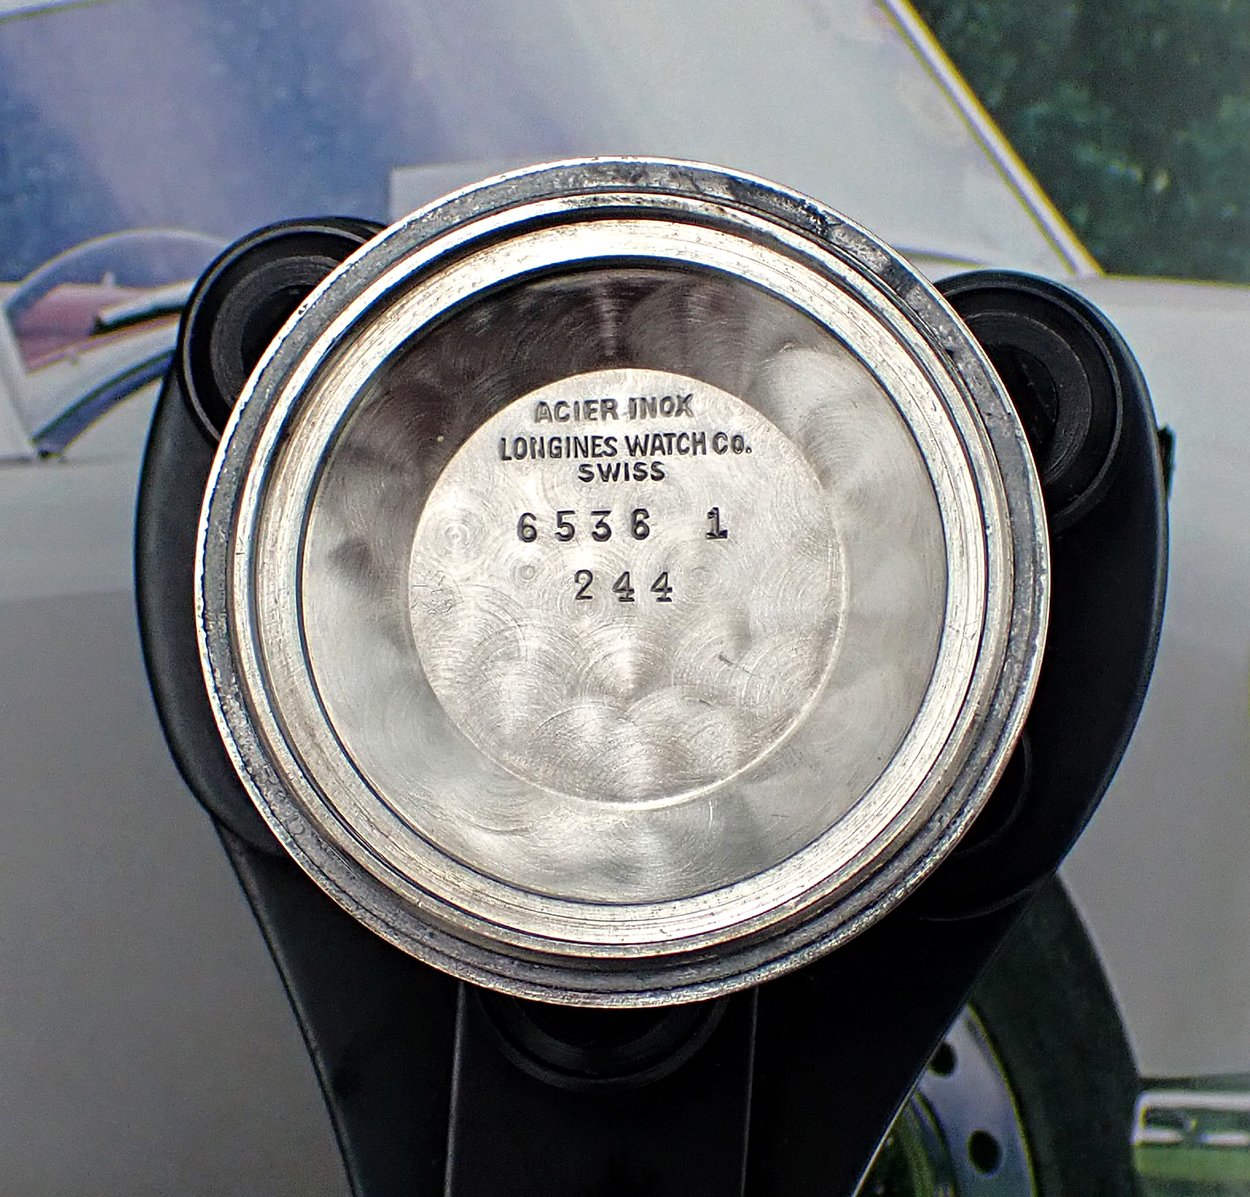 ACIER INOX
LONGINES WATCH CO.
SWISS
6536 1
244